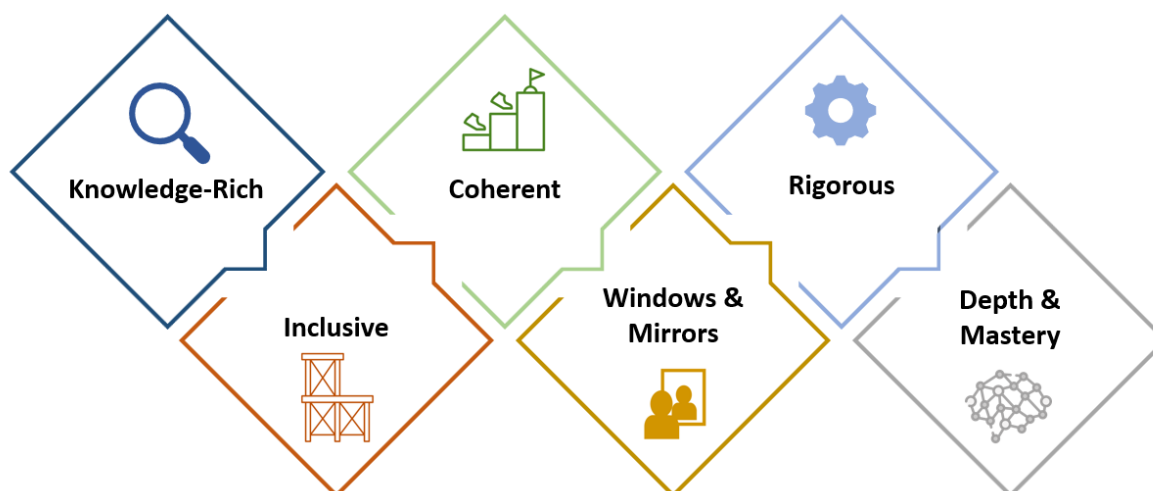 Knowledge-Rich
Inclusive
Coherent
Windows &
Mirrors
Rigorous
Depth &
Mastery